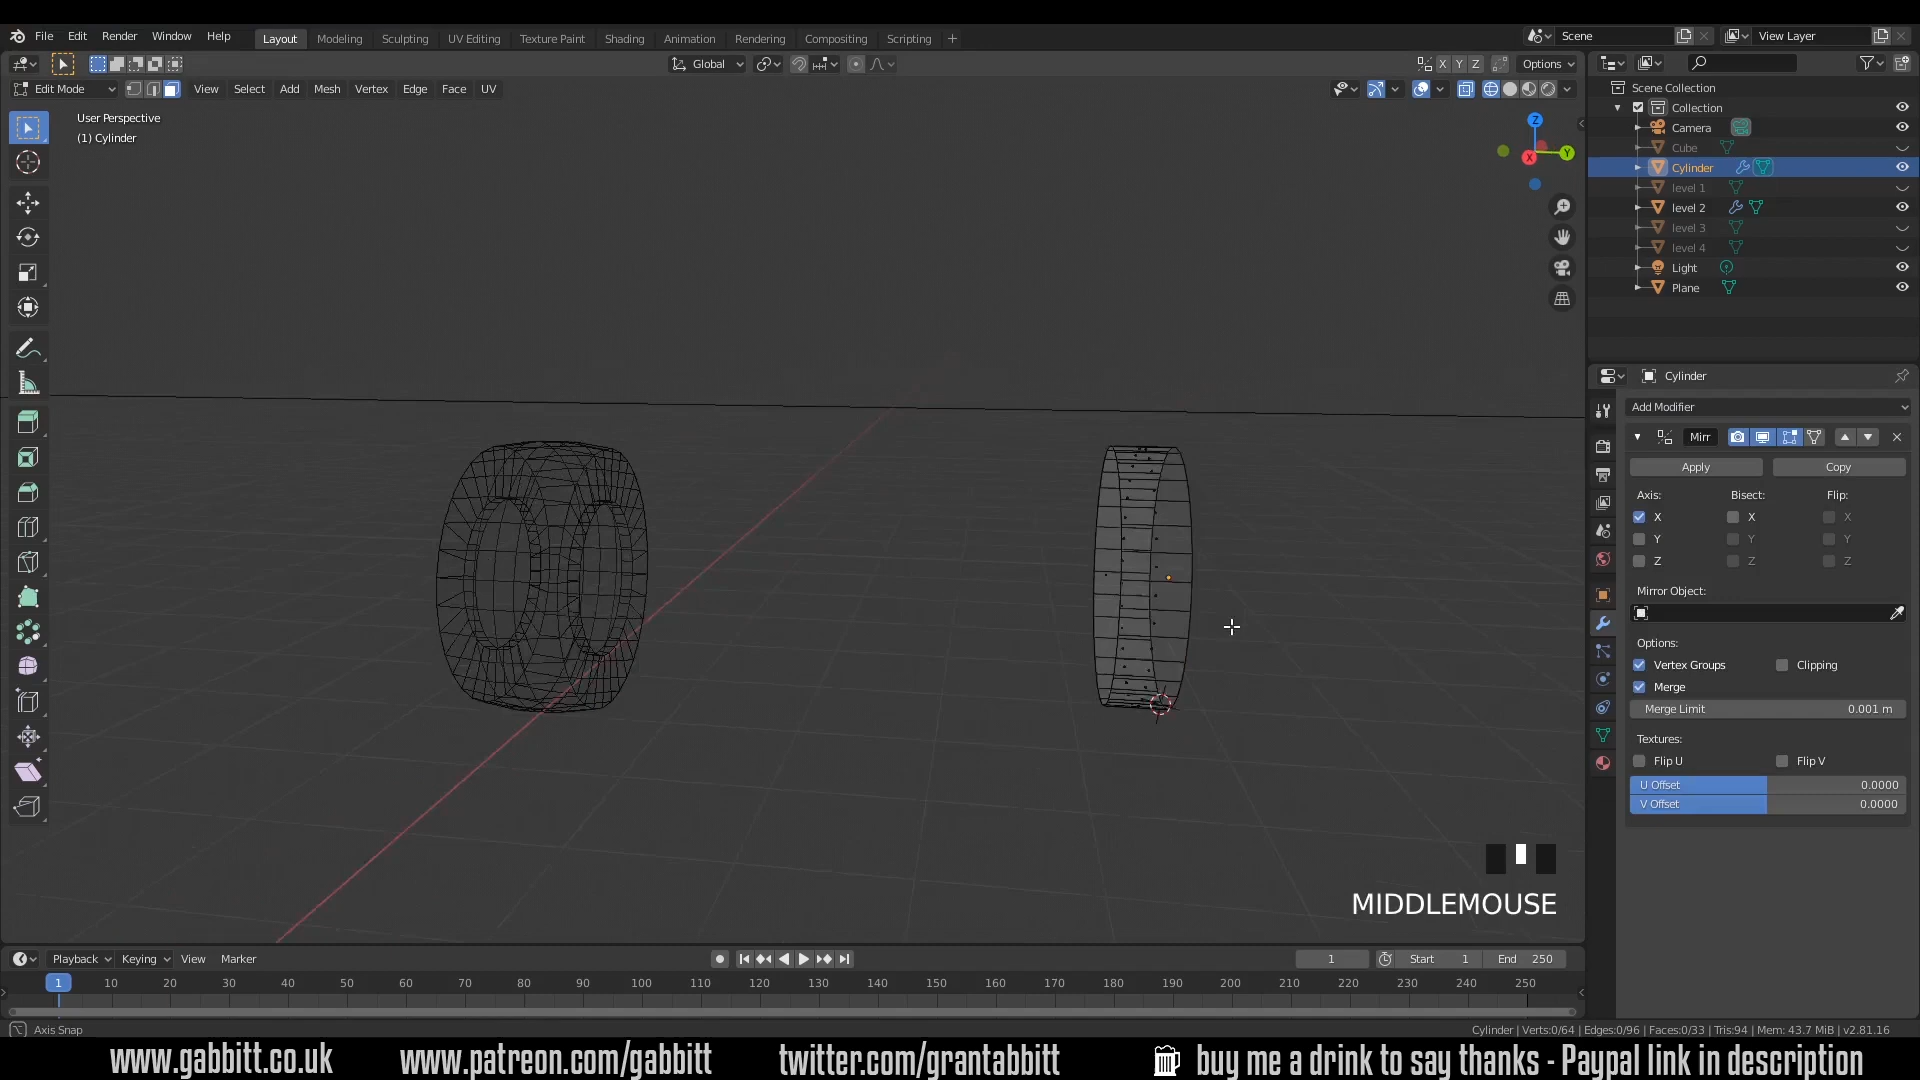 File Edit Render Window Help Layout Modeling Sculpting UV Editing Texture Paint Shading Animation Rendering Compositing Scripting + Scene View Layer
Global X Y Z Options
Edit Mode View Select Add Mesh Vertex Edge Face UV
User Perspective
(1) Cylinder
Z
Y
X
Scene Collection
Collection
Camera
Cube
Cylinder
level 1
level 2
level 3
level 4
Light
Plane
Cylinder
Add Modifier
Mirr
Apply Copy
Axis: Bisect: Flip:
X X X
Y Y Y
Z Z Z
Mirror Object:
Options:
Vertex Groups Clipping
Merge
Merge Limit 0.001 m
Textures:
Flip U Flip V
U Offset 0.0000
V Offset 0.0000
MIDDLEMOUSE
Playback Keying View Marker 1 Start 1 End 250
1 10 20 30 40 50 60 70 80 90 100 110 120 130 140 150 160 170 180 190 200 210 220 230 240 250
Axis Snap Cylinder | Verts:0/64 | Edges:0/96 | Faces:0/33 | Tris:94 | Mem: 43.7 MiB | v2.81.16
www.gabbitt.co.uk www.patreon.com/gabbitt twitter.com/grantabbitt buy me a drink to say thanks - Paypal link in description